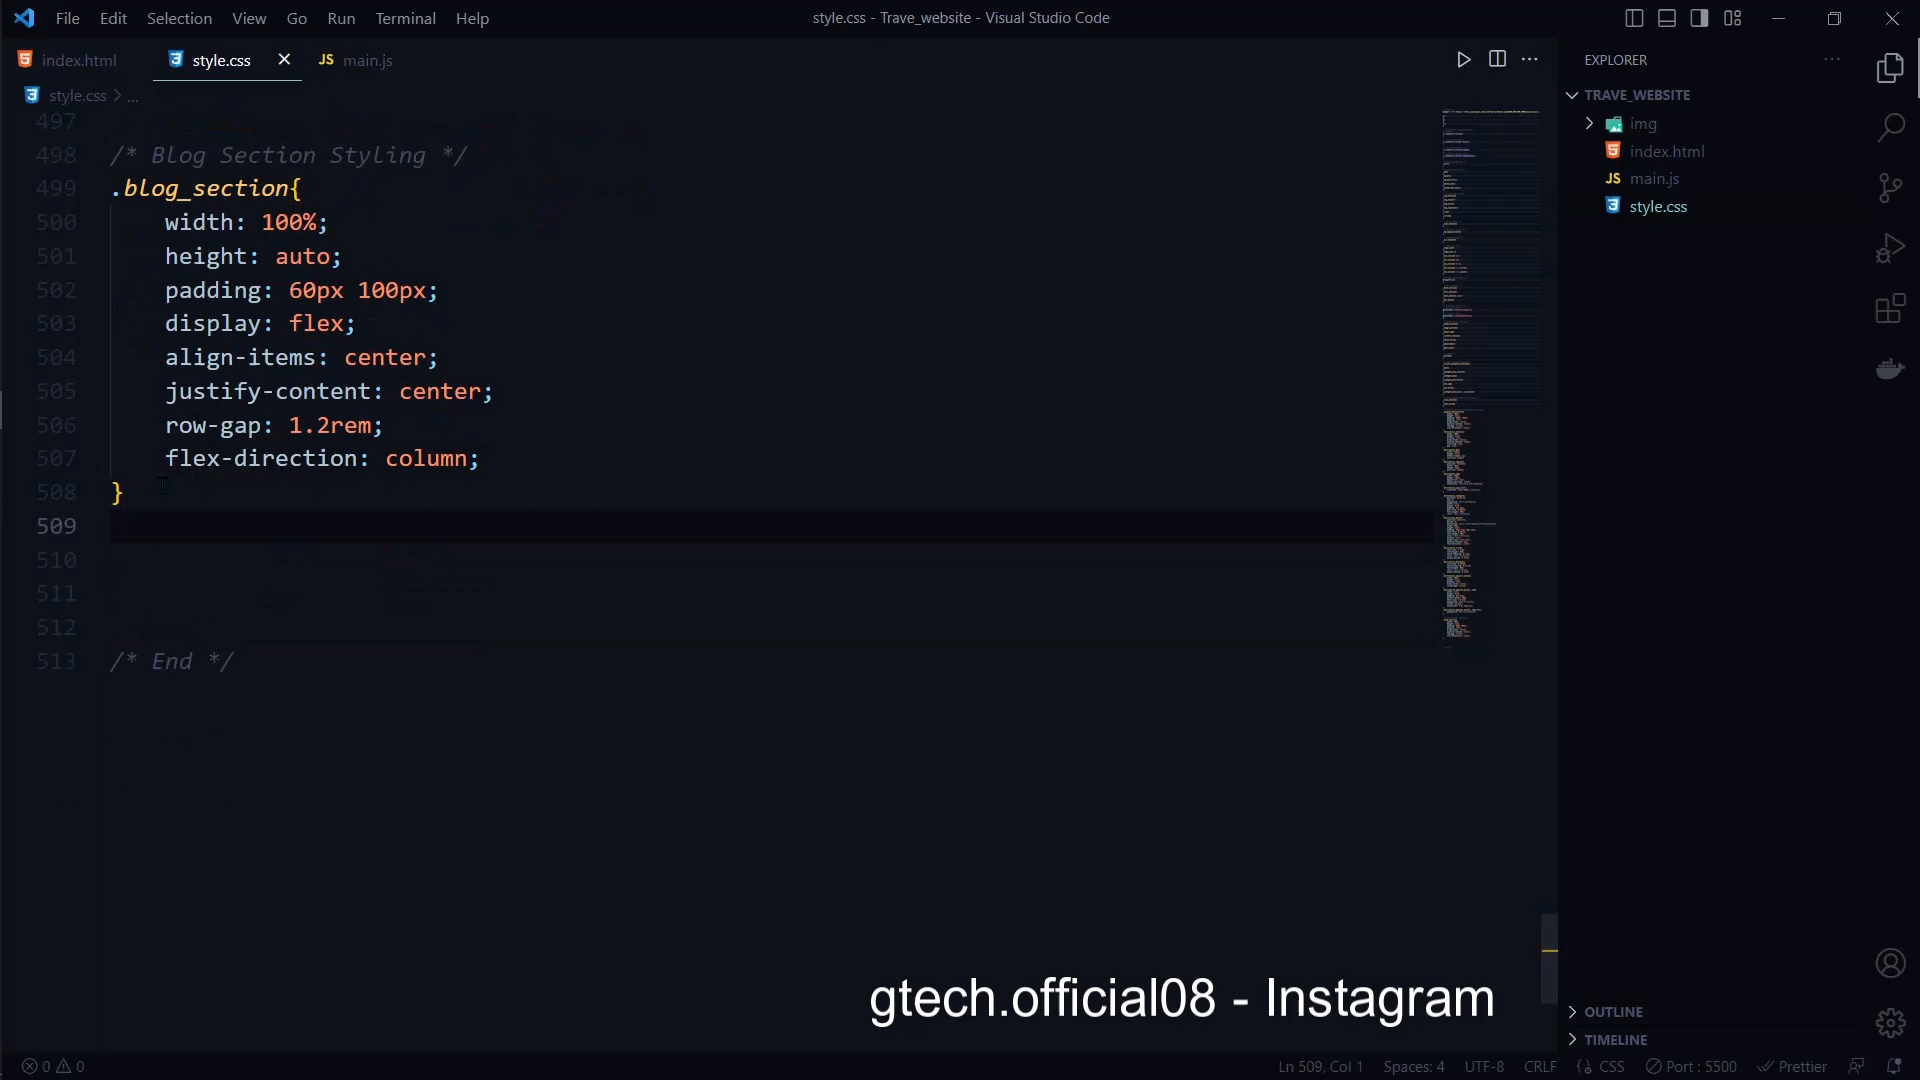 File Edit Selection View Go Run Terminal Help
style.css - Trave_website - Visual Studio Code
index.html style.css JS main.js
style.css > ...
497
498 /* Blog Section Styling */
499 .blog_section{
500 width: 100%;
501 height: auto;
502 padding: 60px 100px;
503 display: flex;
504 align-items: center;
505 justify-content: center;
506 row-gap: 1.2rem;
507 flex-direction: column;
508 }
509
510
511
512
513 /* End */
EXPLORER
TRAVE_WEBSITE
img
index.html
JS main.js
style.css
gtech.official08 - Instagram
OUTLINE
TIMELINE
0 0 Ln 509, Col 1 Spaces: 4 UTF-8 CRLF {} CSS Port : 5500 Prettier